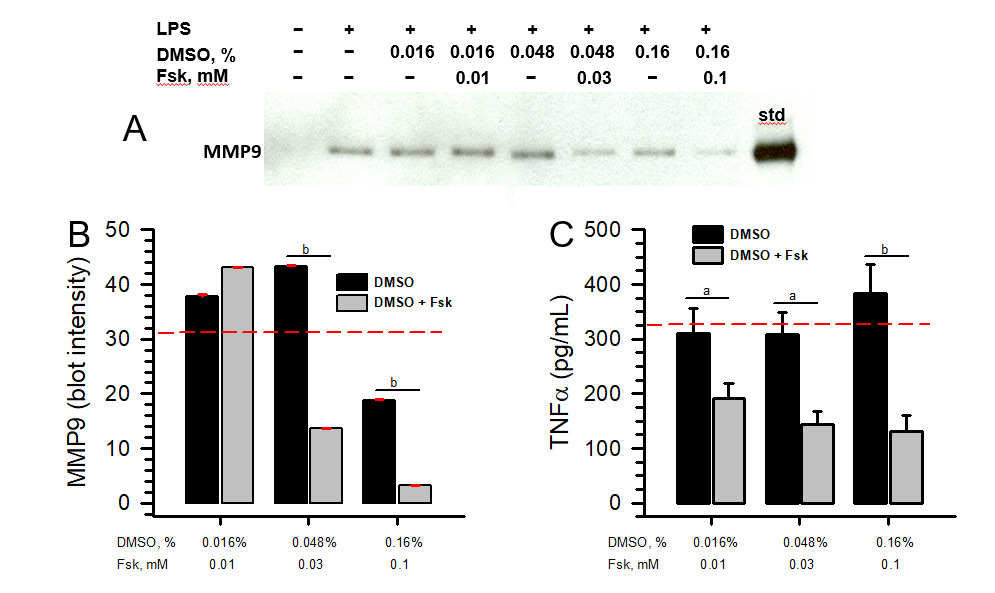 LPS – + + + + + + +
DMSO, % – – 0.016 0.016 0.048 0.048 0.16 0.16
Fsk, mM – – – 0.01 – 0.03 – 0.1
A
std
MMP9
B
MMP9 (blot intensity)
50
40
30
20
10
0
b
b
DMSO
DMSO + Fsk
DMSO, % 0.016% 0.048% 0.16%
Fsk, mM 0.01 0.03 0.1
C
TNFα (pg/mL)
500
400
300
200
100
0
DMSO
DMSO + Fsk
a
a
b
DMSO, % 0.016% 0.048% 0.16%
Fsk, mM 0.01 0.03 0.1